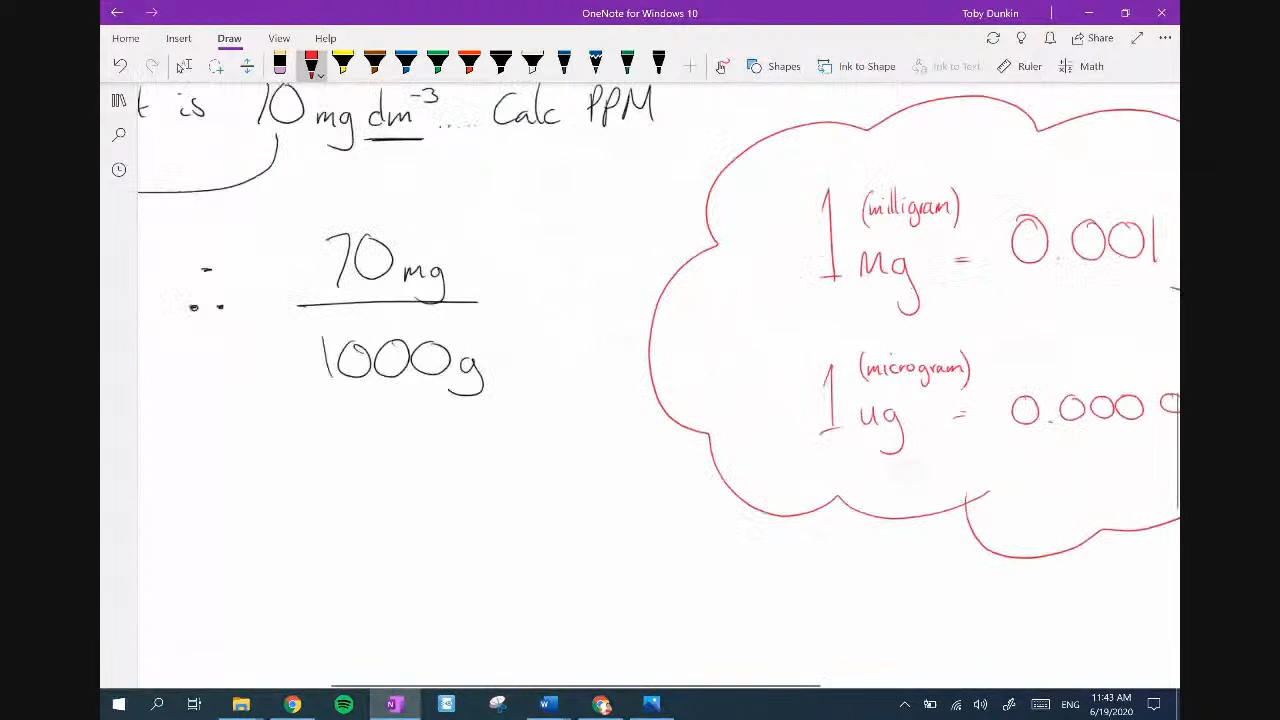 OneNote for Windows 10
Toby Dunkin
Home Insert Draw View Help
Share
Shapes Ink to Shape Ink to Text Ruler Math
t is 70 mg dm⁻³ ..... Calc PPM
∴ 70 mg
1000g
1 (milligram) Mg = 0.001
1 (microgram) ug = 0.000 0
ENG
11:43 AM
6/19/2020